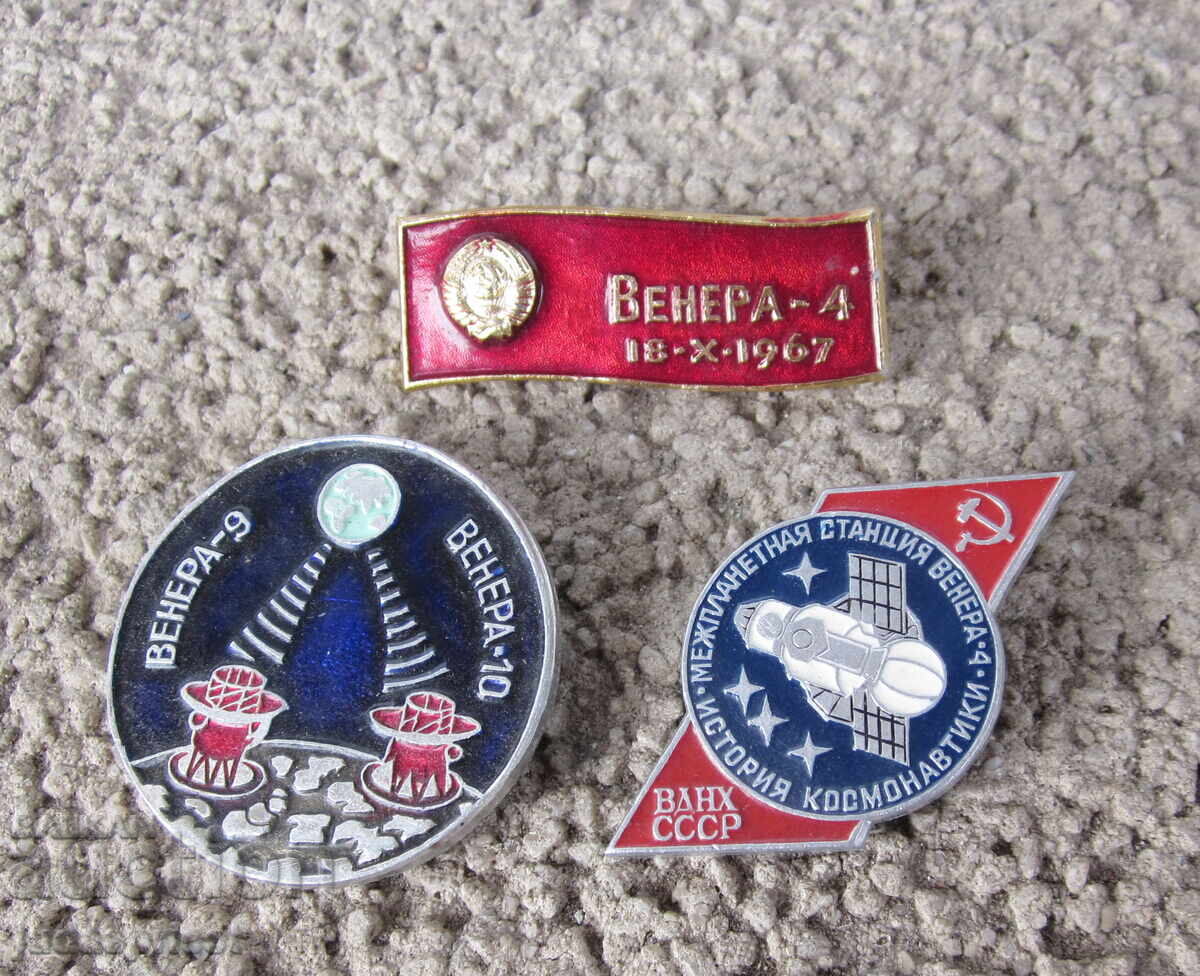 ВЕНЕРА-4
18·X·1967
ВЕНЕРА-9
ВЕНЕРА-10
МЕЖПЛАНЕТНАЯ СТАНЦИЯ ВЕНЕРА·4·
ИСТОРИЯ КОСМОНАВТИКИ·И
ВДНХ
СССР